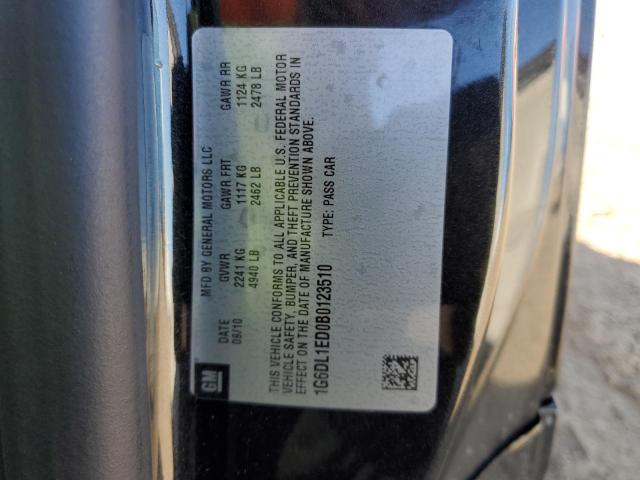 GM
MFD BY GENERAL MOTORS LLC
DATE GVWR GAWR FRT GAWR RR
09/10 2241 KG 1117 KG 1124 KG
4940 LB 2462 LB 2478 LB
THIS VEHICLE CONFORMS TO ALL APPLICABLE U.S. FEDERAL MOTOR
VEHICLE SAFETY, BUMPER, AND THEFT PREVENTION STANDARDS IN
EFFECT ON THE DATE OF MANUFACTURE SHOWN ABOVE.
1G6DL1ED0B0123510 TYPE: PASS CAR